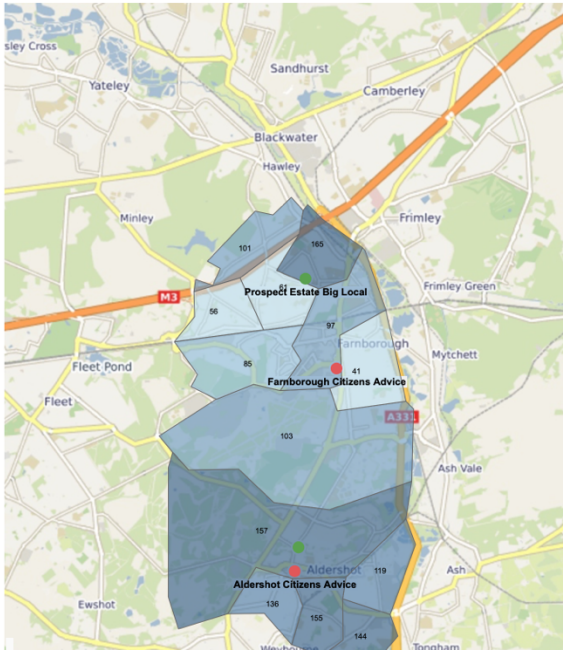 sley Cross
Sandhurst
Yateley
Camberley
Blackwater
Hawley
Minley
Frimley
101
165
Prospect Estate Big Local
Frimley Green
M3
61
56
97
Farnborough
Mytchett
Fleet Pond
85
41
Farnborough Citizens Advice
Fleet
A331
103
Ash Vale
157
Aldershot
119
Ash
Aldershot Citizens Advice
Ewshot
136
155
144
Weybourne
Tongham